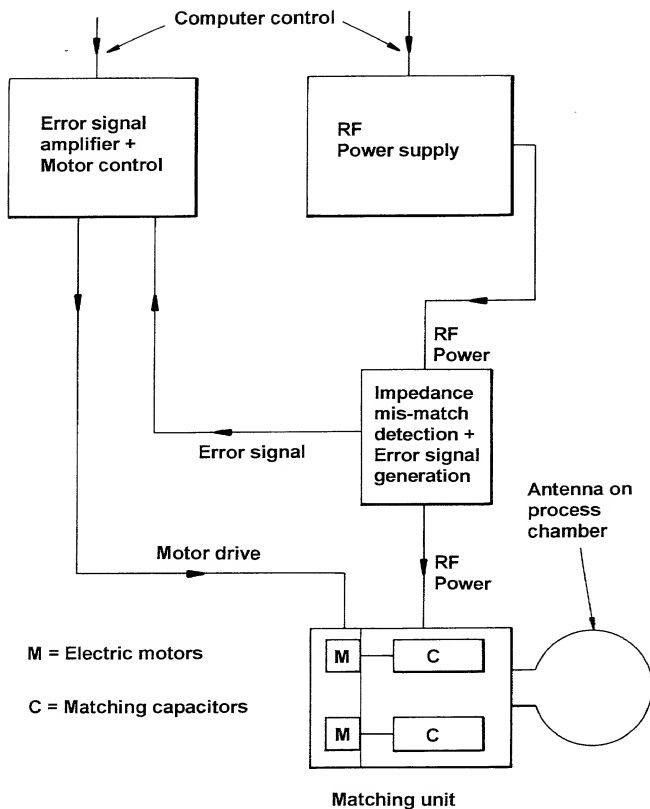 Computer control
Error signal
amplifier +
Motor control
RF
Power supply
RF
Power
Impedance
mis-match
detection +
Error signal
generation
Error signal
Antenna on
process
chamber
Motor drive
RF
Power
M = Electric motors
C = Matching capacitors
M
C
M
C
Matching unit